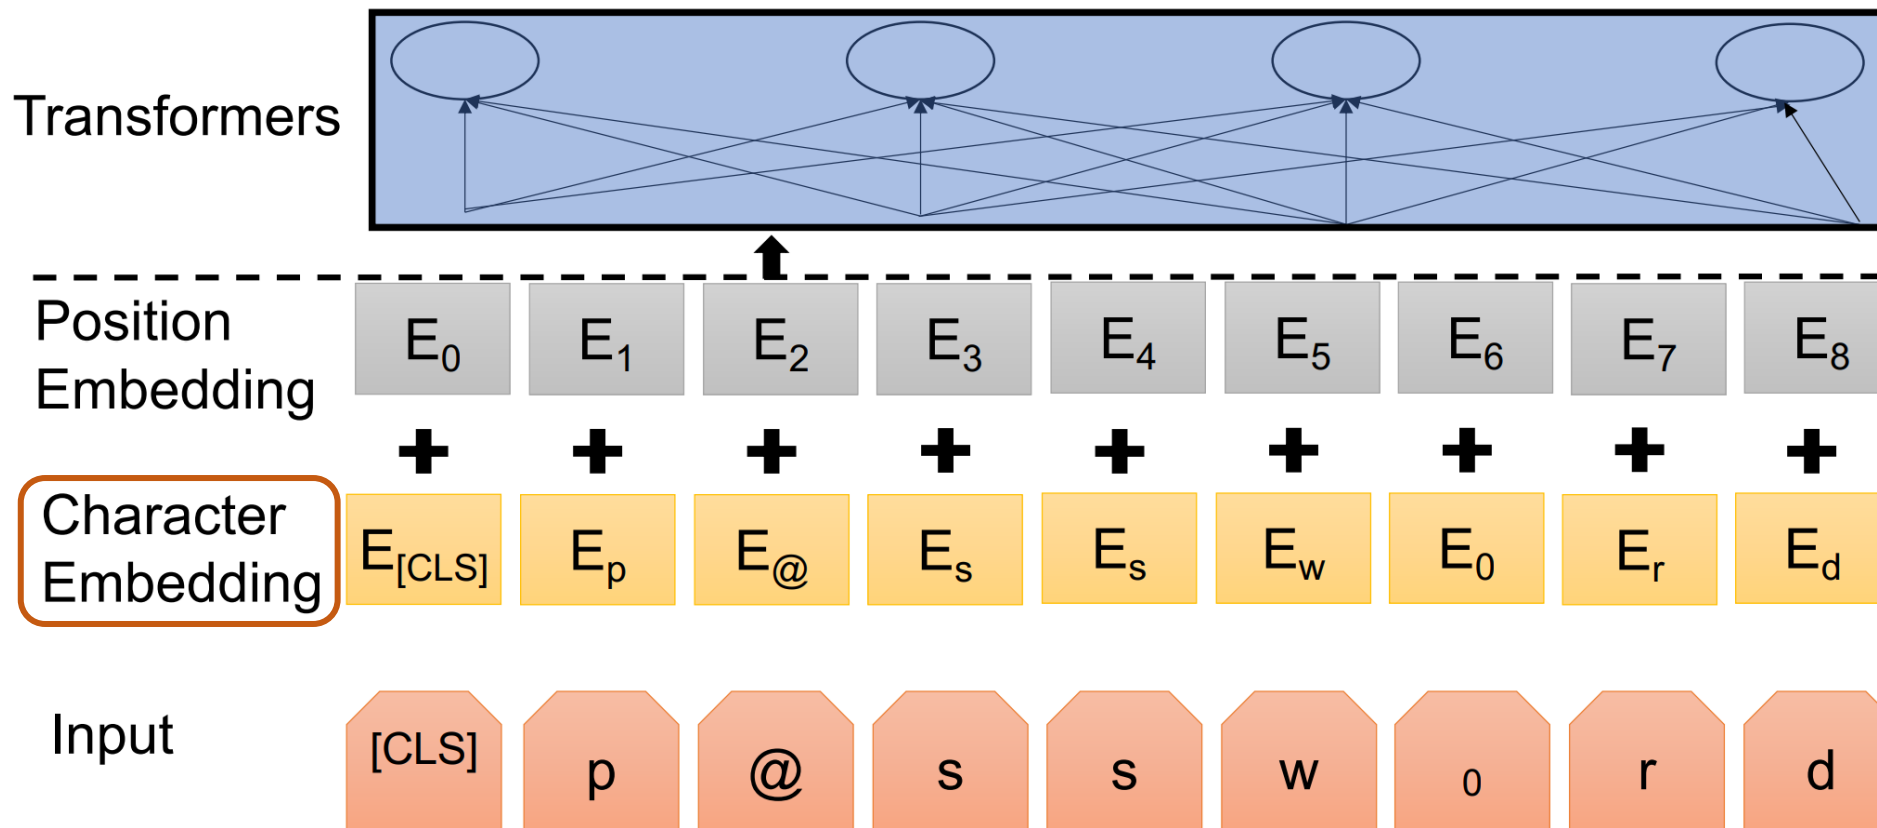 Transformers
Position
Embedding
E0 E1 E2 E3 E4 E5 E6 E7 E8
+ + + + + + + + +
Character
Embedding
E[CLS] Ep E@ Es Es Ew E0 Er Ed
Input
[CLS] p @ s s w 0 r d